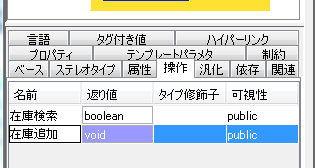 言語 タグ付き値 ハイパーリンク
プロパティ テンプレートパラメタ 制約
ベース ステレオタイプ 属性 操作 汎化 依存 関連
名前 返り値 タイプ修飾子 可視性
在庫検索 boolean public
在庫追加 void public